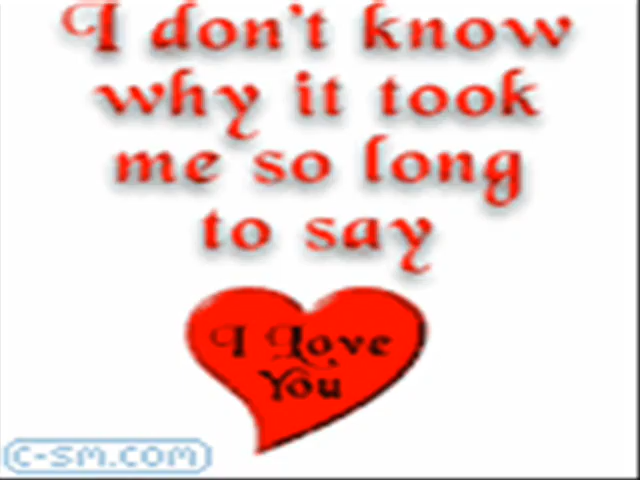 I don't know
why it took
me so long
to say
I Love
You
c-sm.com